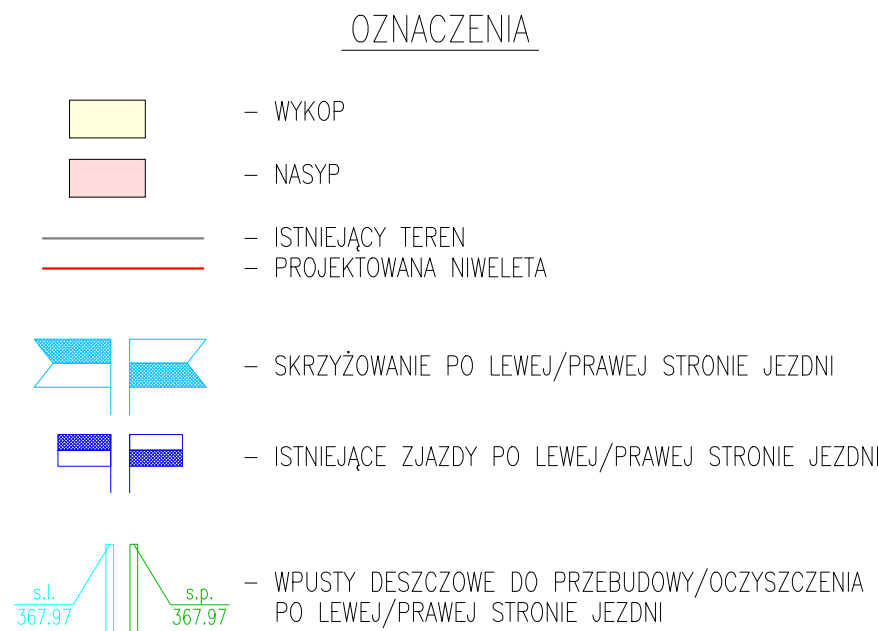 OZNACZENIA
- WYKOP
- NASYP
- ISTNIEJĄCY TEREN
- PROJEKTOWANA NIWELETA
- SKRZYŻOWANIE PO LEWEJ/PRAWEJ STRONIE JEZDNI
- ISTNIEJĄCE ZJAZDY PO LEWEJ/PRAWEJ STRONIE JEZDNI
s.l.
367.97
s.p.
367.97
- WPUSTY DESZCZOWE DO PRZEBUDOWY/OCZYSZCZENIA
PO LEWEJ/PRAWEJ STRONIE JEZDNI